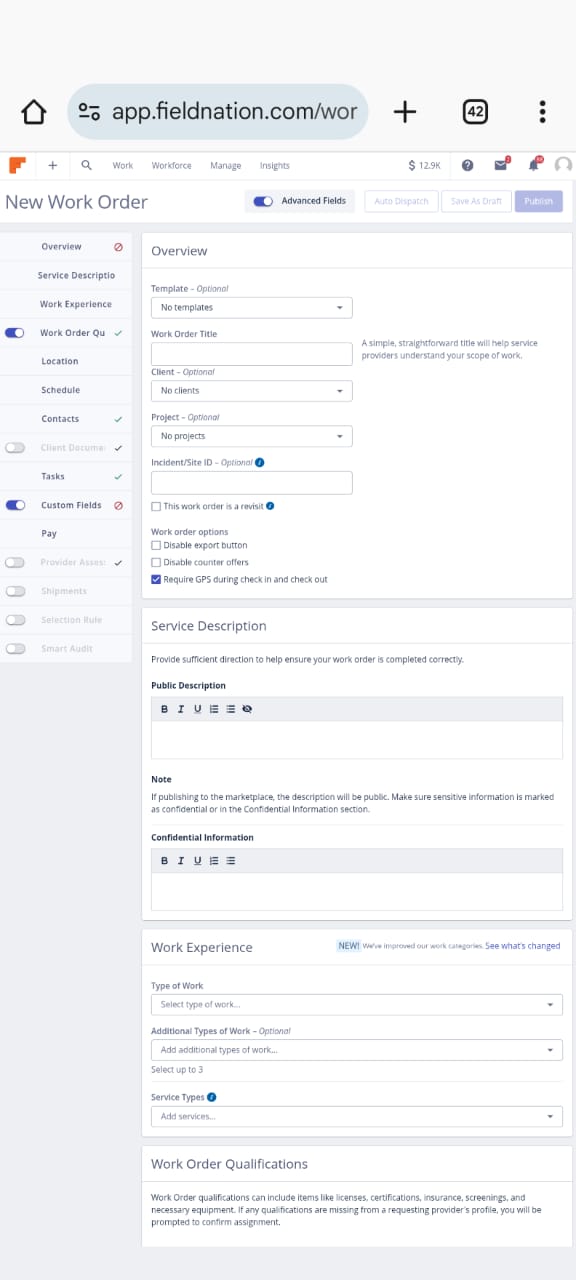 app.fieldnation.com/wor
42
Work
Workforce
Manage
Insights
$ 12.9K
2
New Work Order
Advanced Fields
Auto Dispatch
Save As Draft
Publish
Overview
Service Descriptio
Work Experience
Work Order Qu
Location
Schedule
Contacts
Client Docume
Tasks
Custom Fields
Pay
Provider Asses
Shipments
Selection Rule
Smart Audit
Overview
Template – Optional
No templates
Work Order Title
A simple, straightforward title will help service
providers understand your scope of work.
Client – Optional
No clients
Project – Optional
No projects
Incident/Site ID – Optional
This work order is a revisit
Work order options
Disable export button
Disable counter offers
Require GPS during check in and check out
Service Description
Provide sufficient direction to help ensure your work order is completed correctly.
Public Description
B I U
Note
If publishing to the marketplace, the description will be public. Make sure sensitive information is marked
as confidential or in the Confidential Information section.
Confidential Information
B I U
Work Experience
NEW! We've improved our work categories. See what's changed
Type of Work
Select type of work...
Additional Types of Work – Optional
Add additional types of work...
Select up to 3
Service Types
Add services...
Work Order Qualifications
Work Order qualifications can include items like licenses, certifications, insurance, screenings, and
necessary equipment. If any qualifications are missing from a requesting provider's profile, you will be
prompted to confirm assignment.